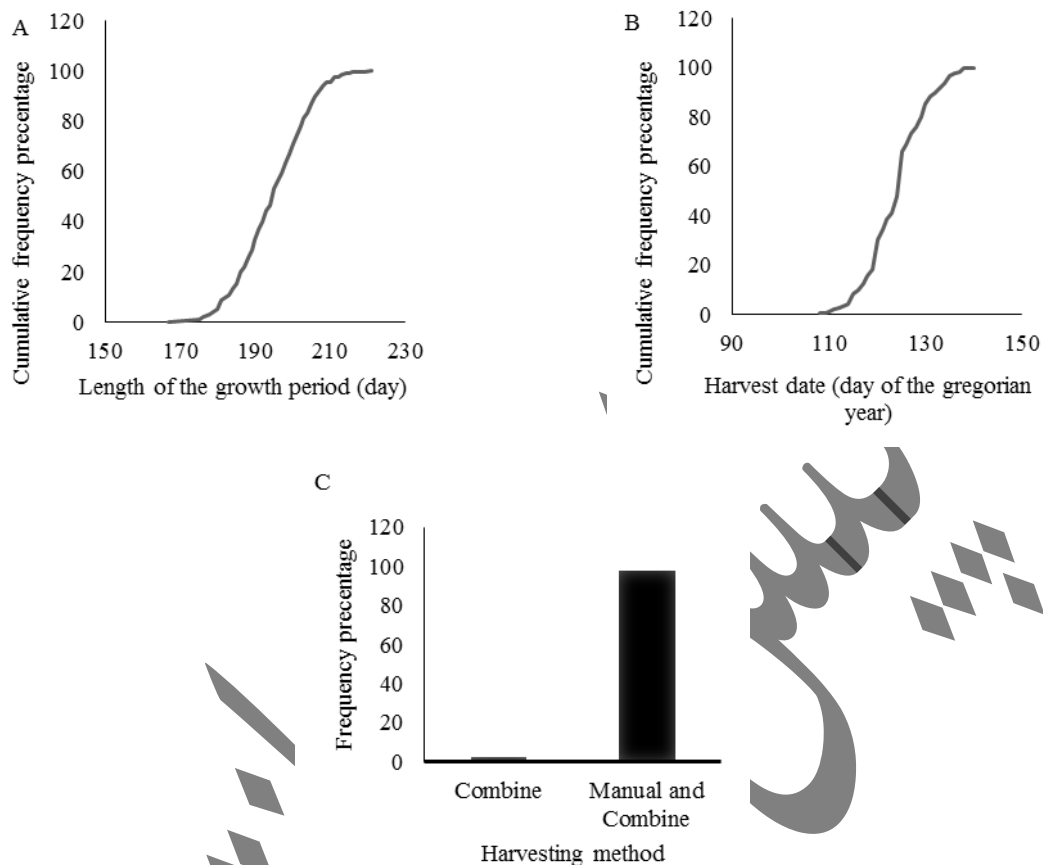 A
120
100
80
60
40
20
0
150 170 190 210 230
Cumulative frequency precentage
Length of the growth period (day)
B
120
100
80
60
40
20
0
90 110 130 150
Cumulative frequency precentage
Harvest date (day of the gregorian
year)
C
120
100
80
60
40
20
0
Frequency precentage
Combine
Manual and
Combine
Harvesting method